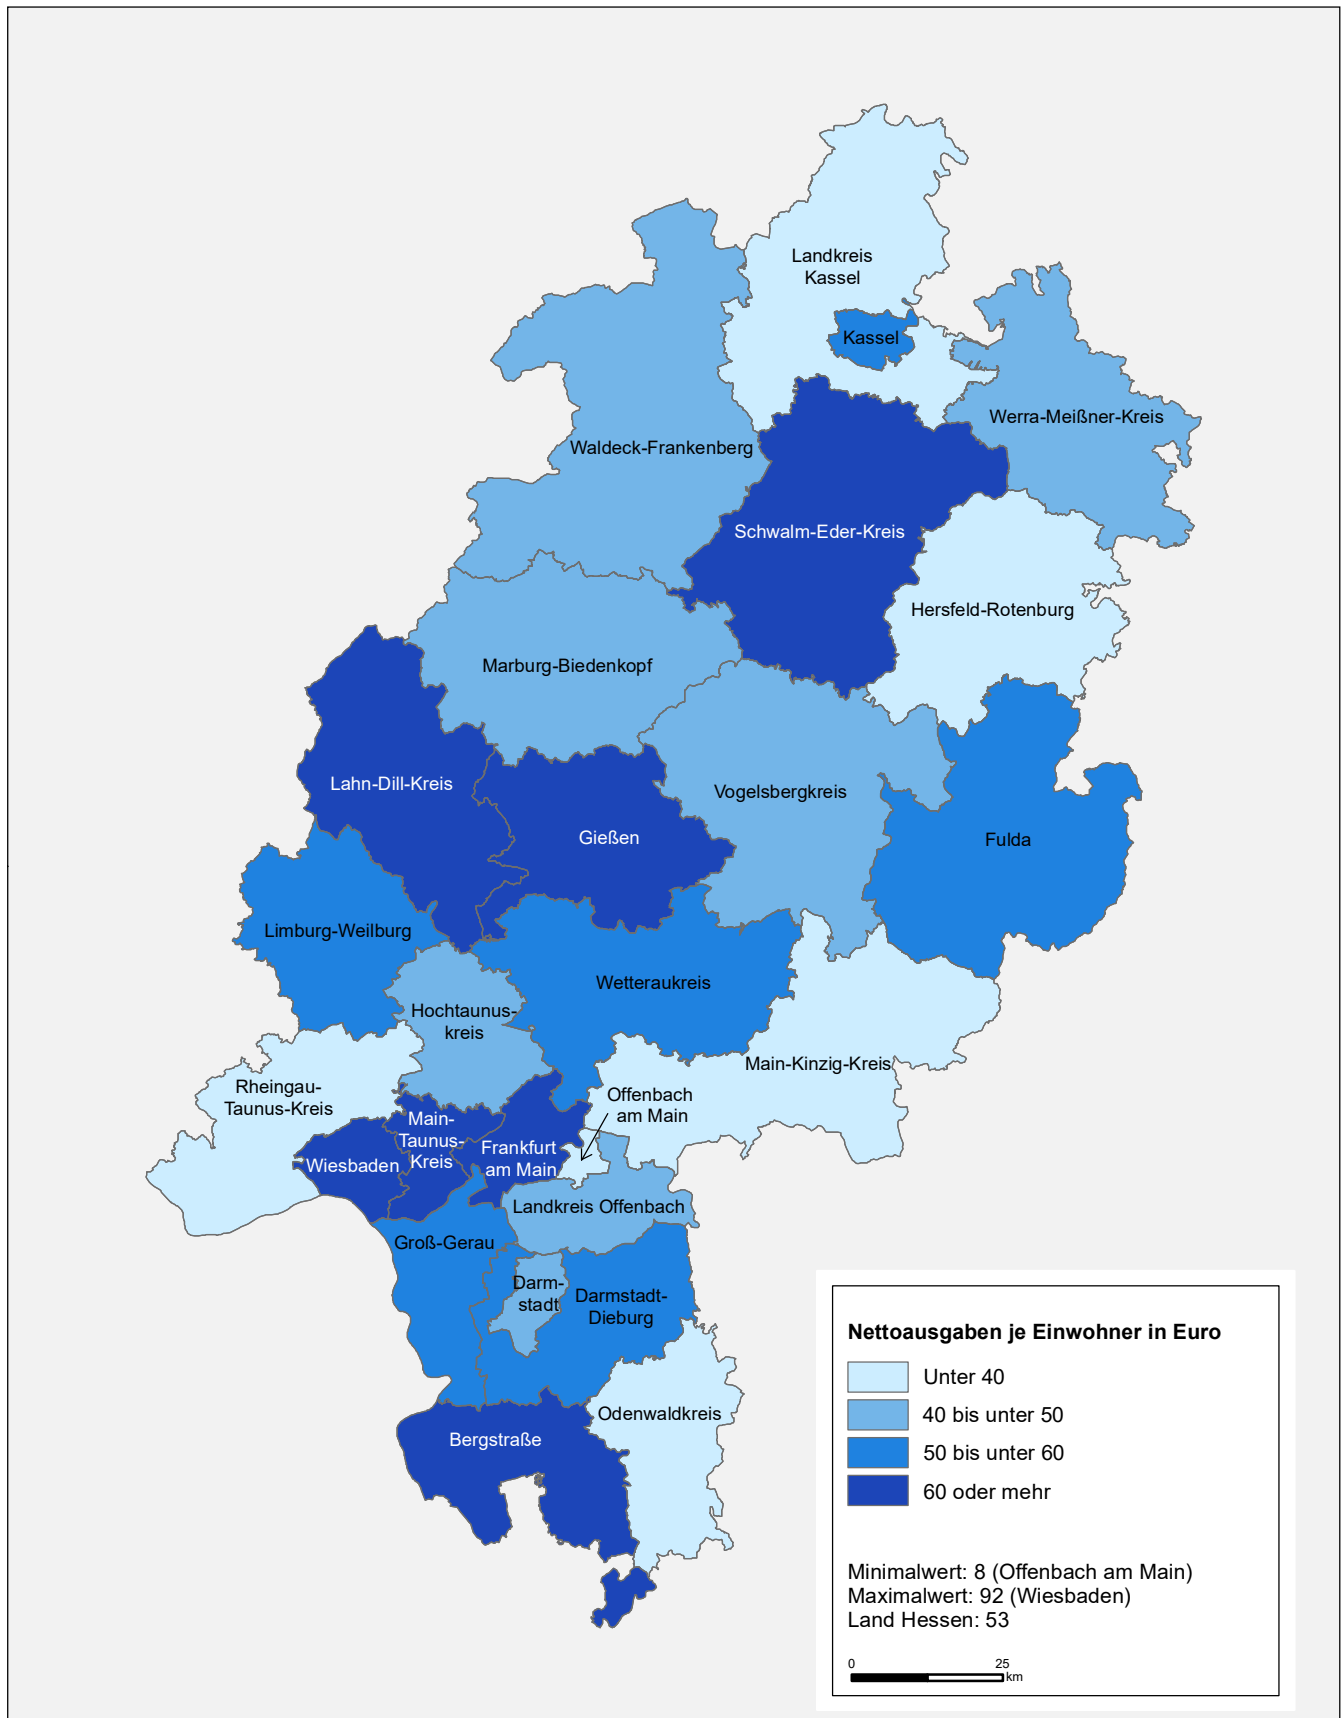 Landkreis
Kassel
Kassel
Werra-Meißner-Kreis
Waldeck-Frankenberg
Schwalm-Eder-Kreis
Hersfeld-Rotenburg
Marburg-Biedenkopf
Lahn-Dill-Kreis
Vogelsbergkreis
Gießen
Fulda
Limburg-Weilburg
Wetteraukreis
Hochtaunus-
kreis
Main-Kinzig-Kreis
Rheingau-
Taunus-Kreis
Offenbach
am Main
Main-
Taunus-
Kreis
Frankfurt
am Main
Wiesbaden
Landkreis Offenbach
Groß-Gerau
Darm-
stadt
Darmstadt-
Dieburg
Odenwaldkreis
Bergstraße
Nettoausgaben je Einwohner in Euro
Unter 40
40 bis unter 50
50 bis unter 60
60 oder mehr
Minimalwert: 8 (Offenbach am Main)
Maximalwert: 92 (Wiesbaden)
Land Hessen: 53
0 25
km